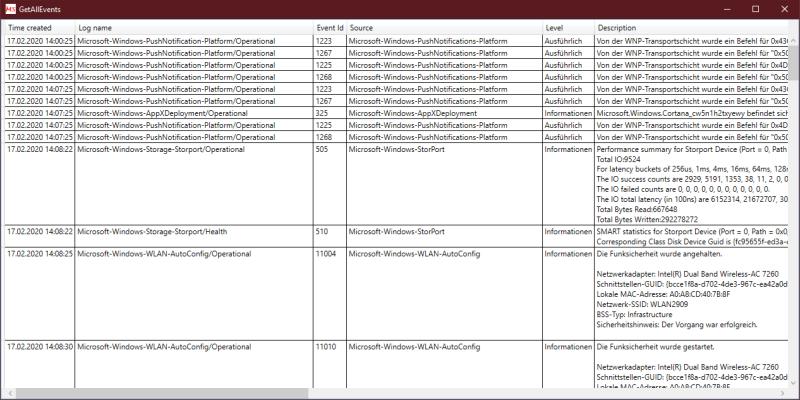 GetAllEvents
Time created Log name Event Id Source Level Description
17.02.2020 14:00:25 Microsoft-Windows-PushNotification-Platform/Operational 1223 Microsoft-Windows-PushNotifications-Platform Ausführlich Von der WNP-Transportschicht wurde ein Befehl für 0x43
17.02.2020 14:00:25 Microsoft-Windows-PushNotification-Platform/Operational 1267 Microsoft-Windows-PushNotifications-Platform Ausführlich Von der WNP-Transportschicht wurde ein Befehl für "0x50
17.02.2020 14:00:25 Microsoft-Windows-PushNotification-Platform/Operational 1225 Microsoft-Windows-PushNotifications-Platform Ausführlich Von der WNP-Transportschicht wurde ein Befehl für 0x4D
17.02.2020 14:00:25 Microsoft-Windows-PushNotification-Platform/Operational 1268 Microsoft-Windows-PushNotifications-Platform Ausführlich Von der WNP-Transportschicht wurde ein Befehl für "0x50
17.02.2020 14:07:25 Microsoft-Windows-PushNotification-Platform/Operational 1223 Microsoft-Windows-PushNotifications-Platform Ausführlich Von der WNP-Transportschicht wurde ein Befehl für 0x43
17.02.2020 14:07:25 Microsoft-Windows-PushNotification-Platform/Operational 1267 Microsoft-Windows-PushNotifications-Platform Ausführlich Von der WNP-Transportschicht wurde ein Befehl für "0x50
17.02.2020 14:07:25 Microsoft-Windows-AppXDeployment/Operational 325 Microsoft-Windows-AppXDeployment Informationen Microsoft.Windows.Cortana_cw5n1h2txyewy befindet sich
17.02.2020 14:07:25 Microsoft-Windows-PushNotification-Platform/Operational 1225 Microsoft-Windows-PushNotifications-Platform Ausführlich Von der WNP-Transportschicht wurde ein Befehl für 0x4D
17.02.2020 14:07:25 Microsoft-Windows-PushNotification-Platform/Operational 1268 Microsoft-Windows-PushNotifications-Platform Ausführlich Von der WNP-Transportschicht wurde ein Befehl für "0x50
17.02.2020 14:08:22 Microsoft-Windows-Storage-Storport/Operational 505 Microsoft-Windows-StorPort Informationen Performance summary for Storport Device (Port = 0, Path
Total IO:9524
For latency buckets of 256us, 1ms, 4ms, 16ms, 64ms, 128m
The IO success counts are 2929, 5191, 1353, 38, 11, 2, 0, 0
The IO failed counts are 0, 0, 0, 0, 0, 0, 0, 0, 0, 0, 0, 0.
The IO total latency (in 100ns) are 6152314, 21672707, 30
Total Bytes Read:667648
Total Bytes Written:292278272
17.02.2020 14:08:22 Microsoft-Windows-Storage-Storport/Health 510 Microsoft-Windows-StorPort Informationen SMART statistics for Storport Device (Port = 0, Path = 0x0,
Corresponding Class Disk Device Guid is {fc95655f-ed3a-
17.02.2020 14:08:25 Microsoft-Windows-WLAN-AutoConfig/Operational 11004 Microsoft-Windows-WLAN-AutoConfig Informationen Die Funksicherheit wurde angehalten.
Netzwerkadapter: Intel(R) Dual Band Wireless-AC 7260
Schnittstellen-GUID: {bcce1f8a-d702-4de3-967c-ea42a0d
Lokale MAC-Adresse: A0:A8:CD:40:7B:8F
Netzwerk-SSID: WLAN2909
BSS-Typ: Infrastructure
Sicherheitshinweis: Der Vorgang war erfolgreich.
17.02.2020 14:08:30 Microsoft-Windows-WLAN-AutoConfig/Operational 11010 Microsoft-Windows-WLAN-AutoConfig Informationen Die Funksicherheit wurde gestartet.
Netzwerkadapter: Intel(R) Dual Band Wireless-AC 7260
Schnittstellen-GUID: {bcce1f8a-d702-4de3-967c-ea42a0d
Lokale MAC-Adresse: A0:A8:CD:40:7B:8F